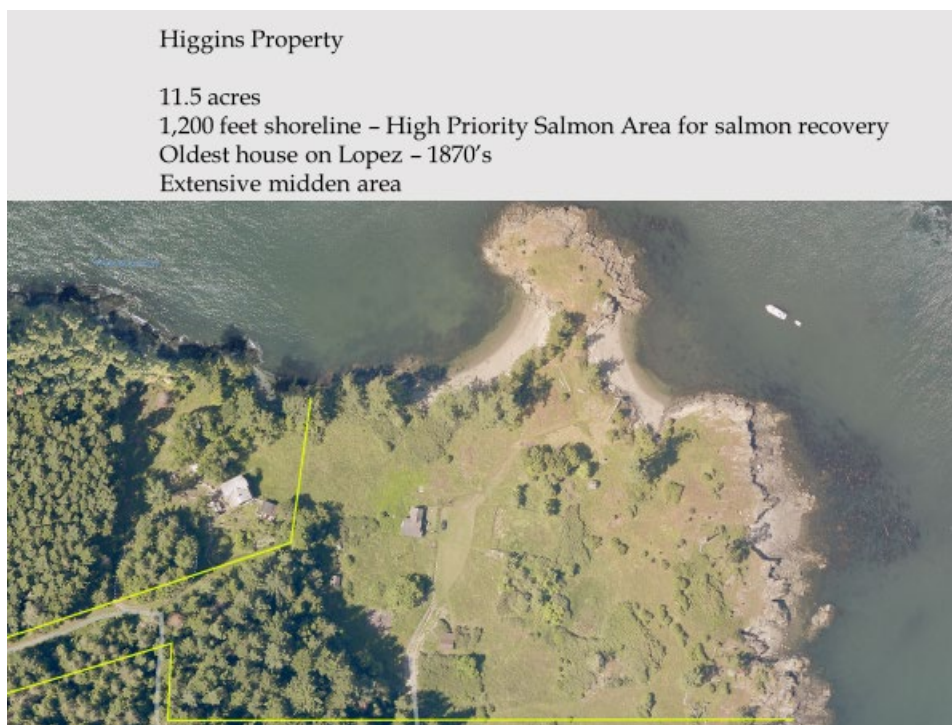 Higgins Property
11.5 acres
1,200 feet shoreline – High Priority Salmon Area for salmon recovery
Oldest house on Lopez – 1870's
Extensive midden area